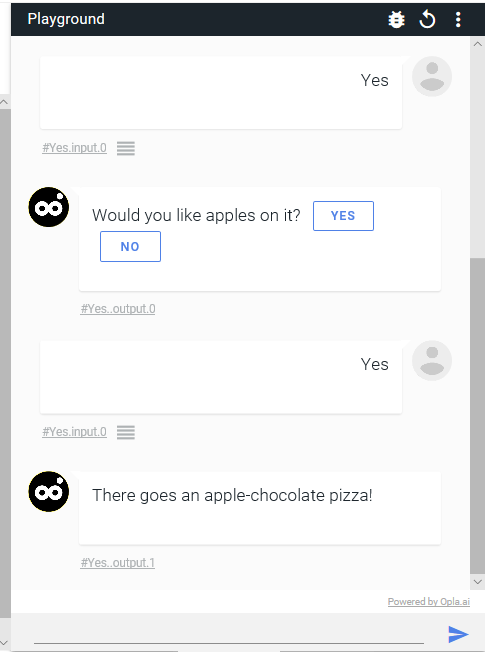 Playground
Yes
#Yes.input.0
Would you like apples on it? YES
NO
#Yes..output.0
Yes
#Yes.input.0
There goes an apple-chocolate pizza!
#Yes..output.1
Powered by Opla.ai